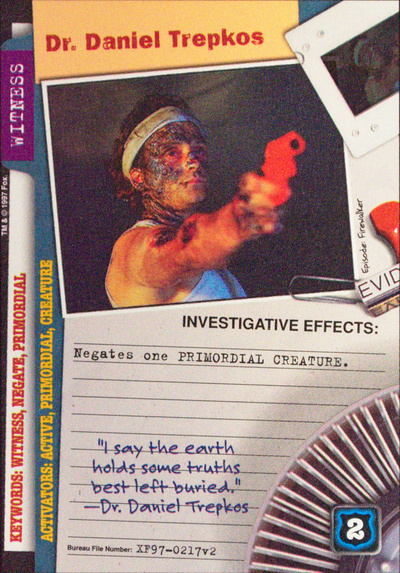 Dr. Daniel Trepkos
WITNESS
TM & © 1997 Fox
KEYWORDS: WITNESS, NEGATE, PRIMORDIAL
ACTIVATORS: ACTIVE, PRIMORDIAL, CREATURE
Episode: Firewalker
EVID
INVESTIGATIVE EFFECTS:
Negates one PRIMORDIAL CREATURE.
"I say the earth
holds some truths
best left buried."
—Dr. Daniel Trepkos
2
Bureau File Number: XF97-0217v2